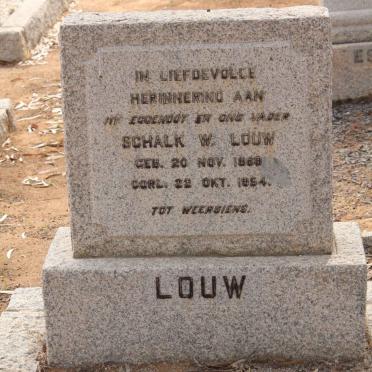 IN LIEFDEVOLLE
HERINNERING AAN
MY EGGENOOT EN ONS VADER
SCHALK W. LOUW
GEB. 20 NOV. 1868
OORL. 22 OKT. 1954.
TOT WEERSIENS.
LOUW